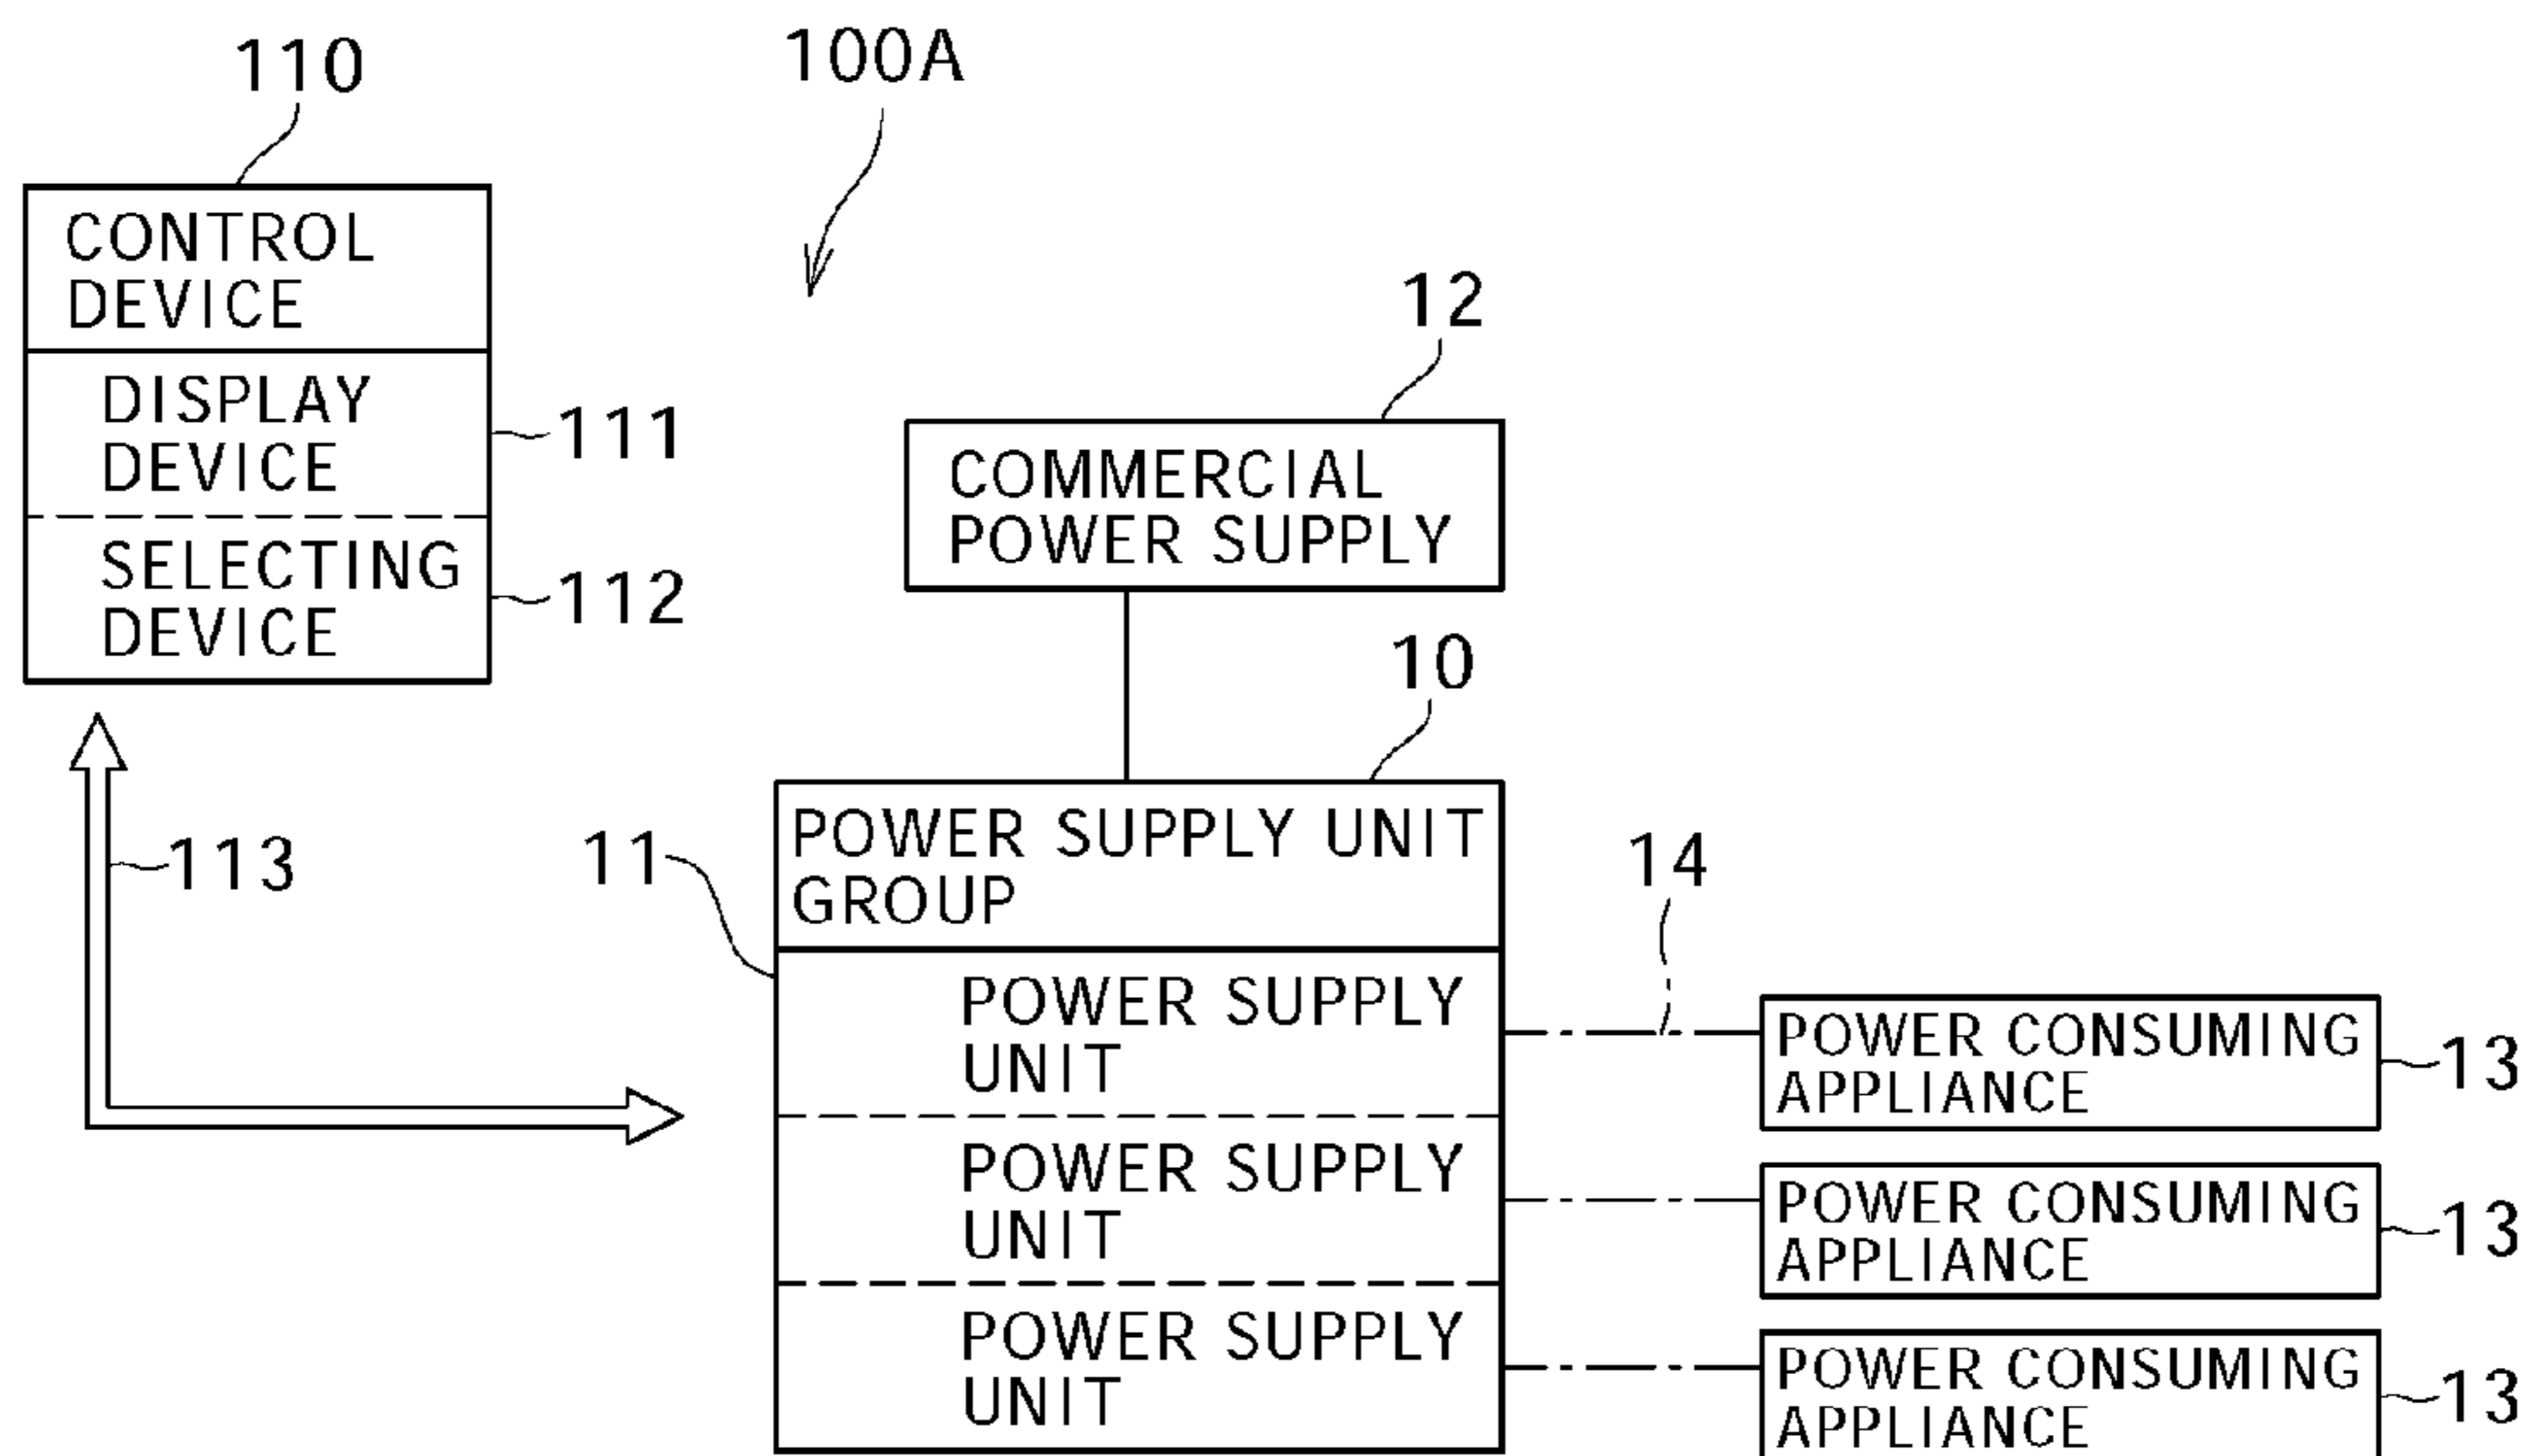 100A
110
CONTROL
DEVICE
DISPLAY
DEVICE
111
SELECTING
DEVICE
112
113
12
COMMERCIAL
POWER SUPPLY
10
POWER SUPPLY UNIT
GROUP
11
POWER SUPPLY
UNIT
POWER SUPPLY
UNIT
POWER SUPPLY
UNIT
14
POWER CONSUMING
APPLIANCE
13
POWER CONSUMING
APPLIANCE
13
POWER CONSUMING
APPLIANCE
13